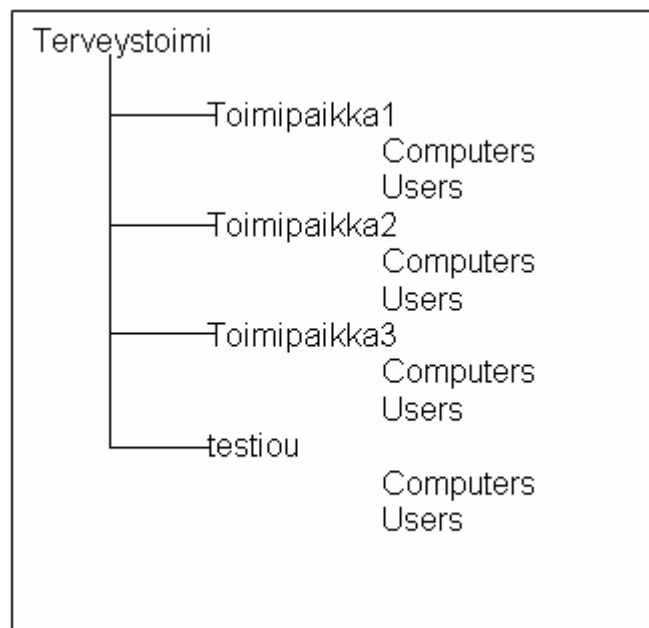 Terveystoimi
Toimipaikka1
Computers
Users
Toimipaikka2
Computers
Users
Toimipaikka3
Computers
Users
testiou
Computers
Users